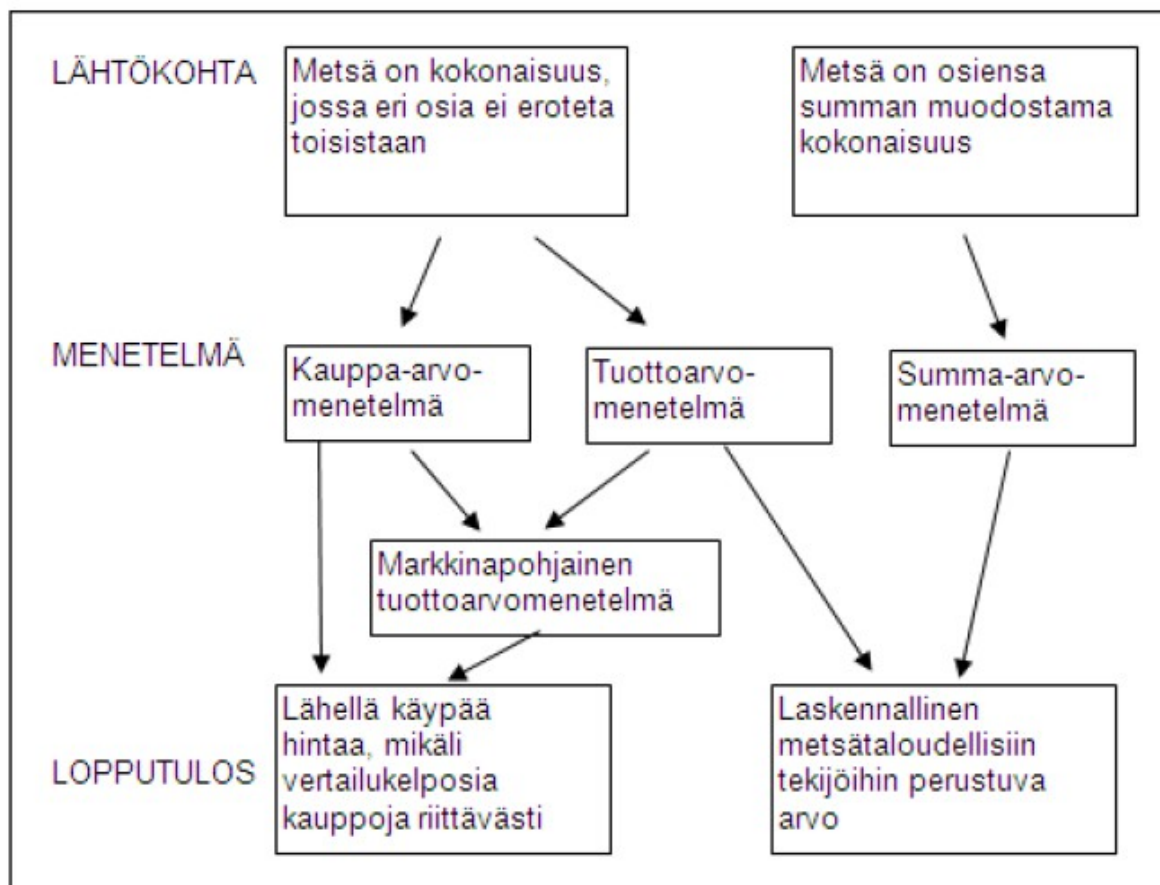 LÄHTÖKOHTA
Metsä on kokonaisuus,
jossa eri osia ei eroteta
toisistaan
Metsä on osiensa
summan muodostama
kokonaisuus
MENETELMÄ
Kauppa-arvo-
menetelmä
Tuottoarvo-
menetelmä
Summa-arvo-
menetelmä
Markkinapohjainen
tuottoarvomenetelmä
LOPPUTULOS
Lähellä käypää
hintaa, mikäli
vertailukelposia
kauppoja riittävästi
Laskennallinen
metsätaloudellisiin
tekijöihin perustuva
arvo